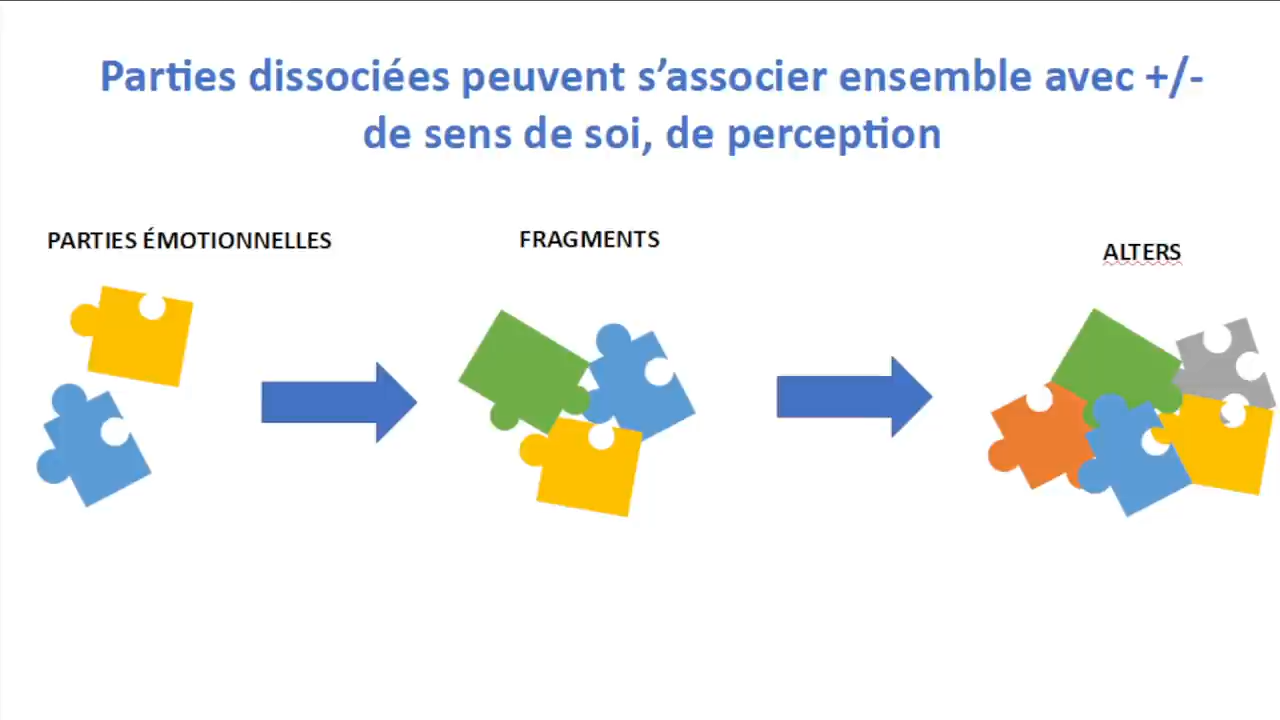 Parties dissociées peuvent s’associer ensemble avec +/-
de sens de soi, de perception
PARTIES ÉMOTIONNELLES
FRAGMENTS
ALTERS